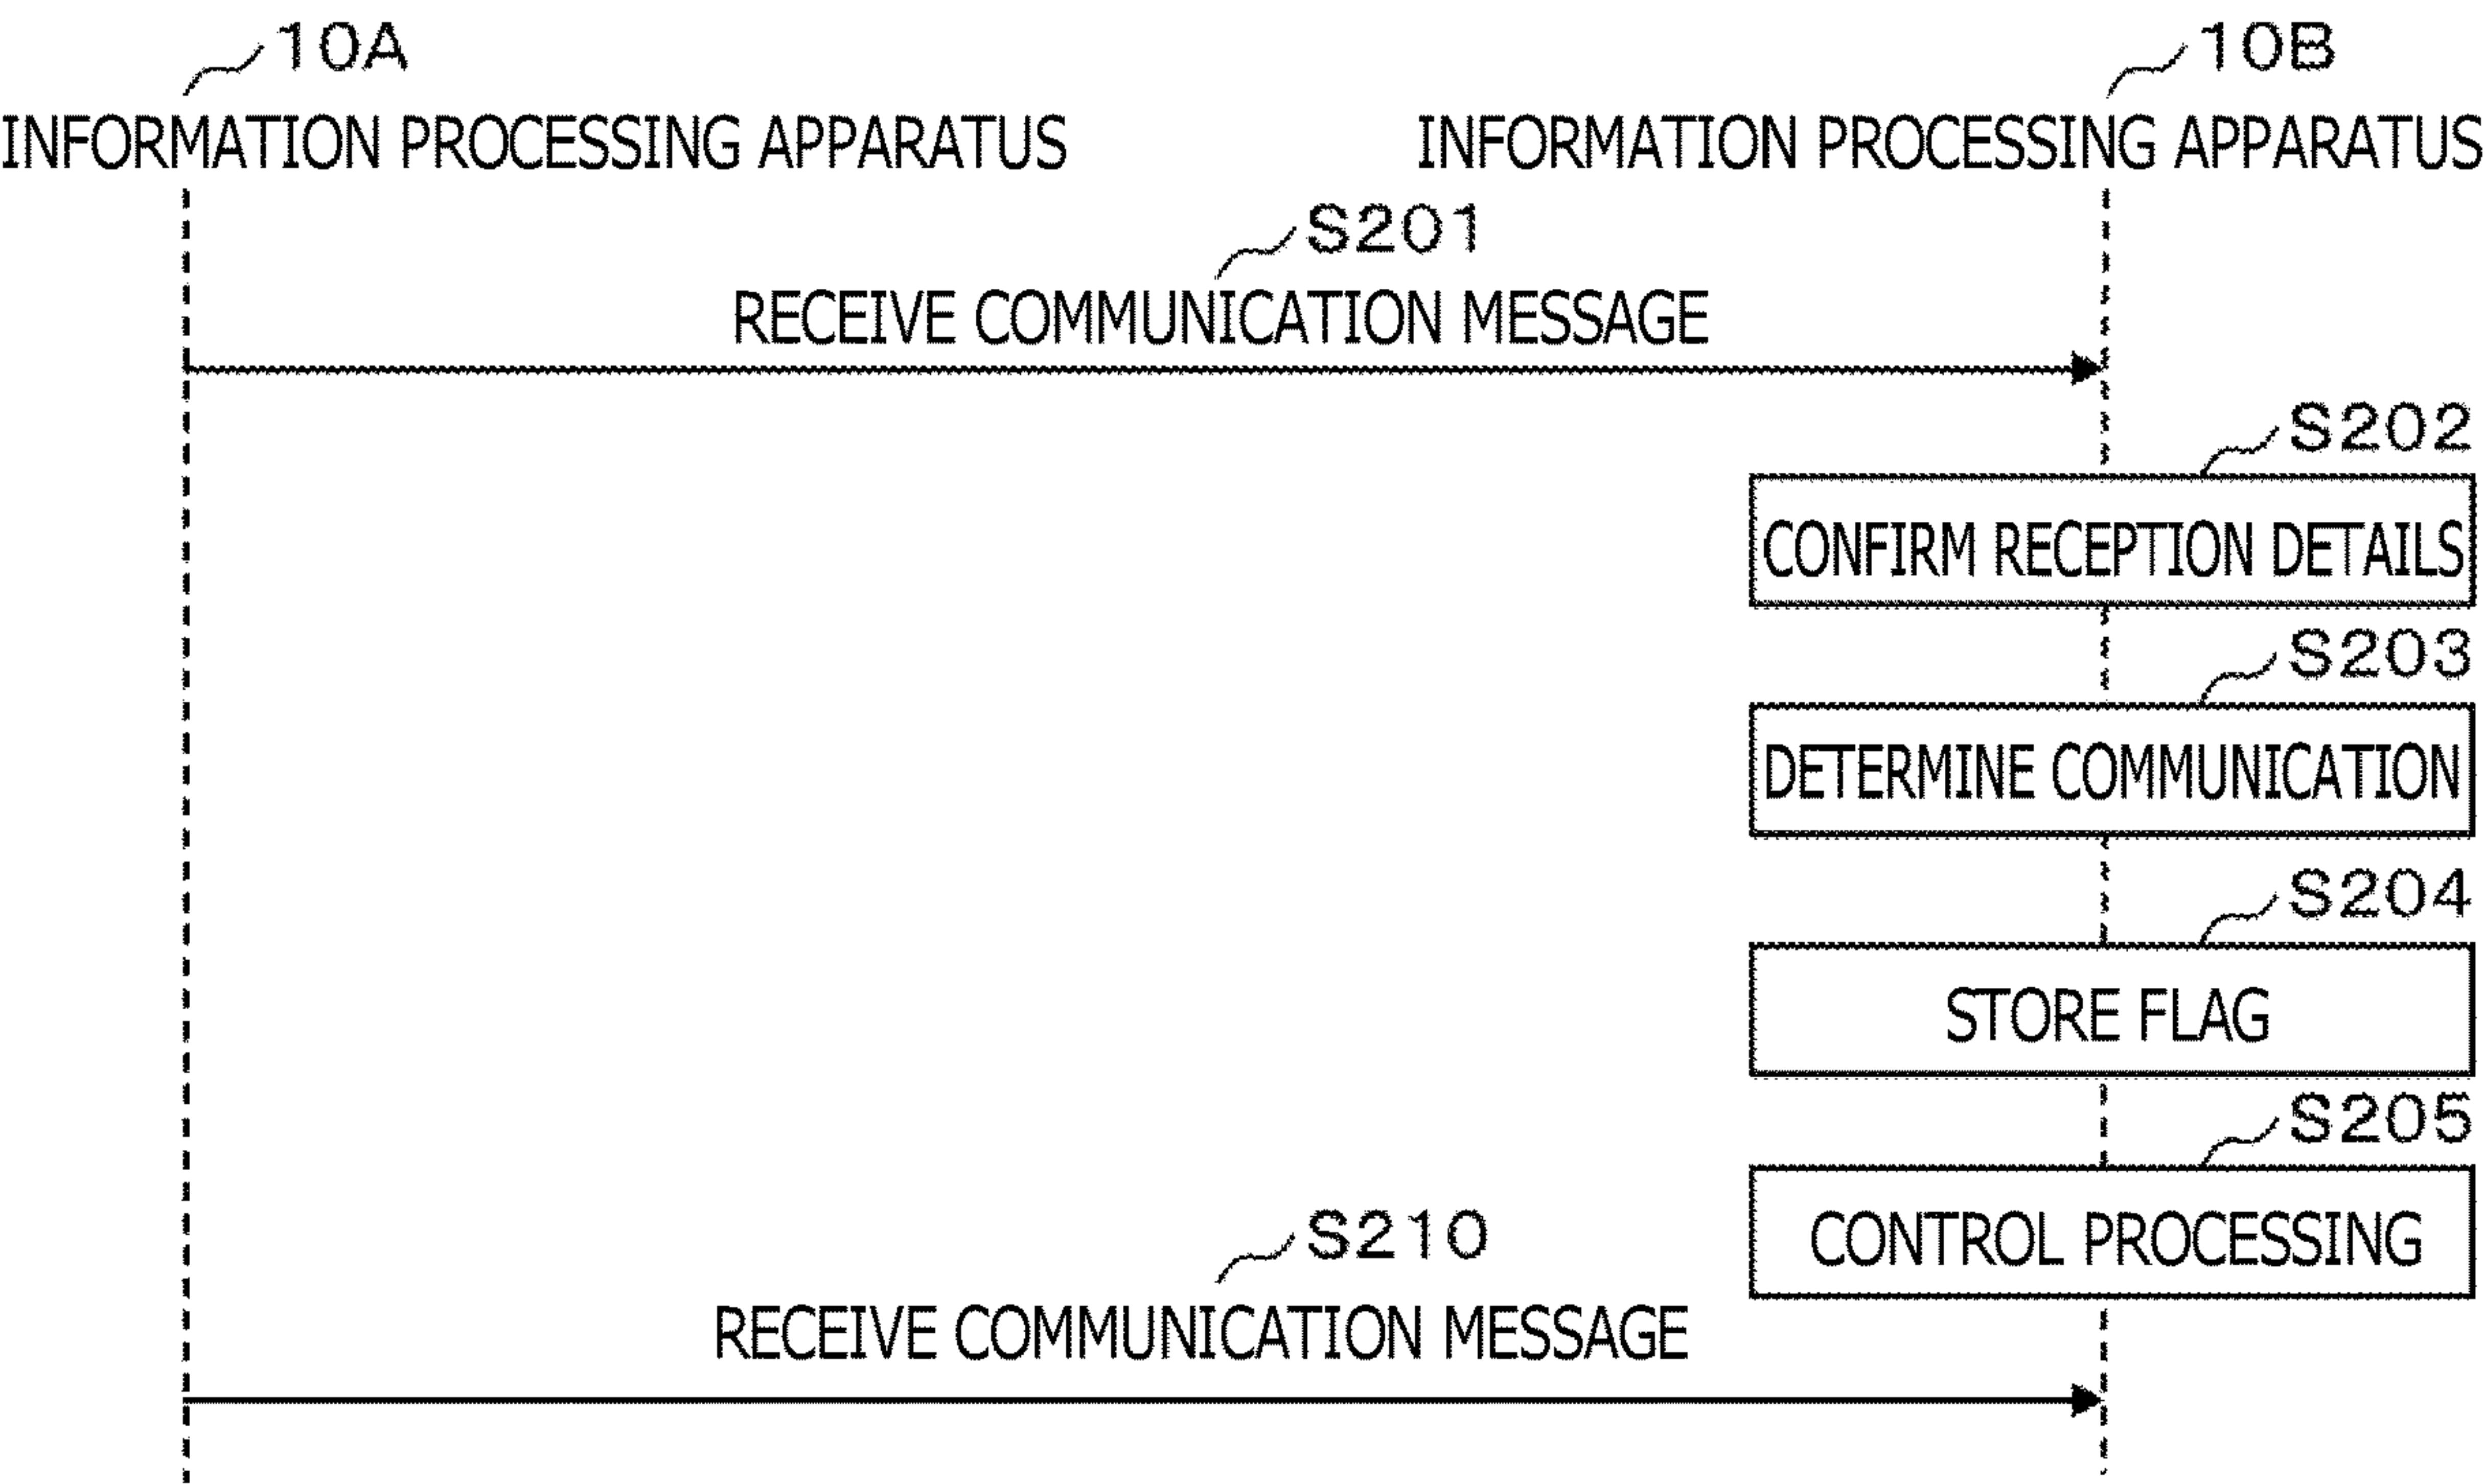 10A
10B
INFORMATION PROCESSING APPARATUS
INFORMATION PROCESSING APPARATUS
S201
RECEIVE COMMUNICATION MESSAGE
S202
CONFIRM RECEPTION DETAILS
S203
DETERMINE COMMUNICATION
S204
STORE FLAG
S205
CONTROL PROCESSING
S210
RECEIVE COMMUNICATION MESSAGE